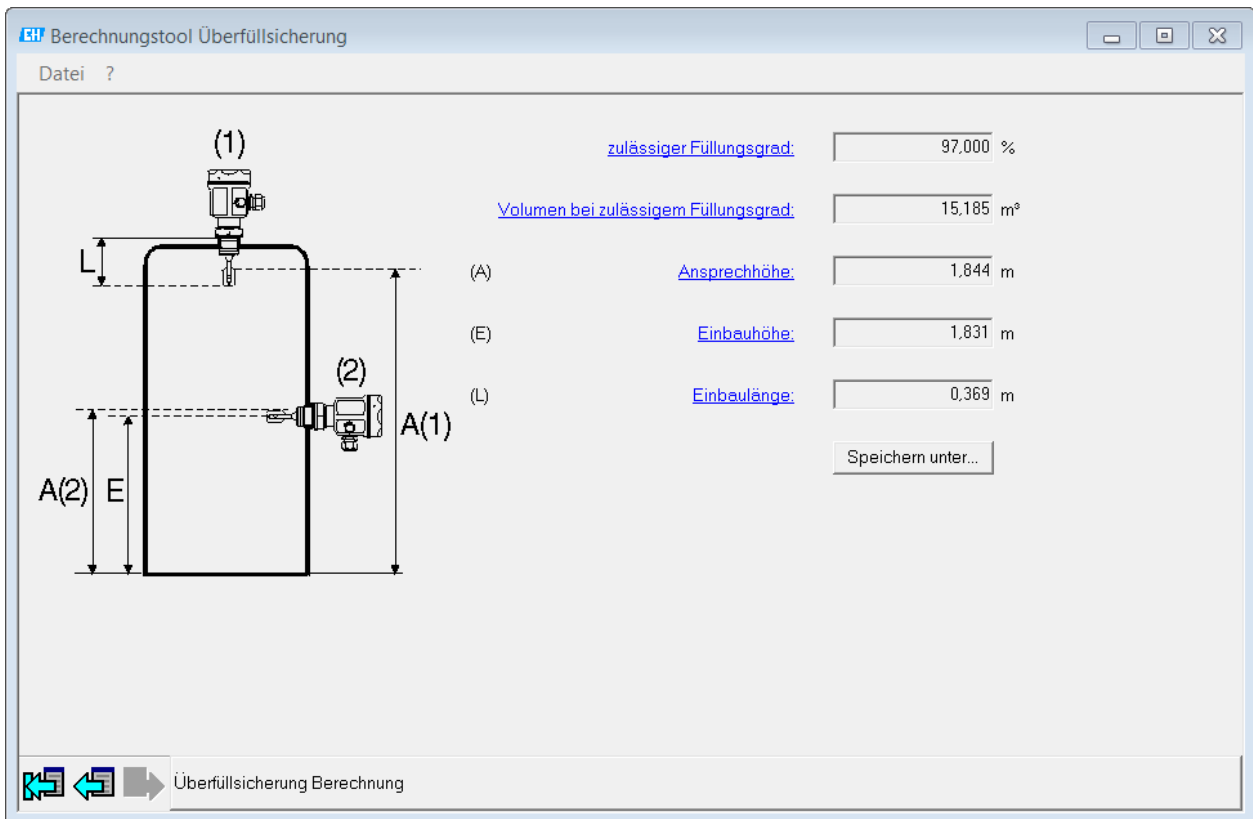 EH Berechnungstool Überfüllsicherung
Datei ?
(1)
zulässiger Füllungsgrad: 97,000 %
Volumen bei zulässigem Füllungsgrad: 15,185 m³
L
(A) Ansprechhöhe: 1,844 m
(E) Einbauhöhe: 1,831 m
(2)
(L) Einbaulänge: 0,369 m
A(1)
Speichern unter...
A(2) E
Überfüllsicherung Berechnung